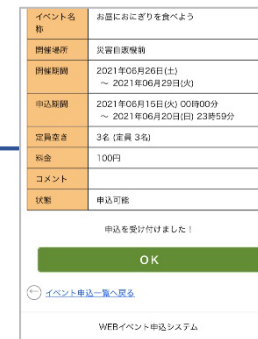 イベント名称 お昼におにぎりを食べよう
開催場所 災害自販機前
開催期間 2021年06月26日(土)
～ 2021年06月29日(火)
申込期間 2021年06月15日(火) 00時00分
～ 2021年06月20日(日) 23時59分
定員空き 3名 (定員 3名)
料金 100円
コメント
状態 申込可能
申込を受け付けました！
OK
イベント申込一覧へ戻る
WEBイベント申込システム